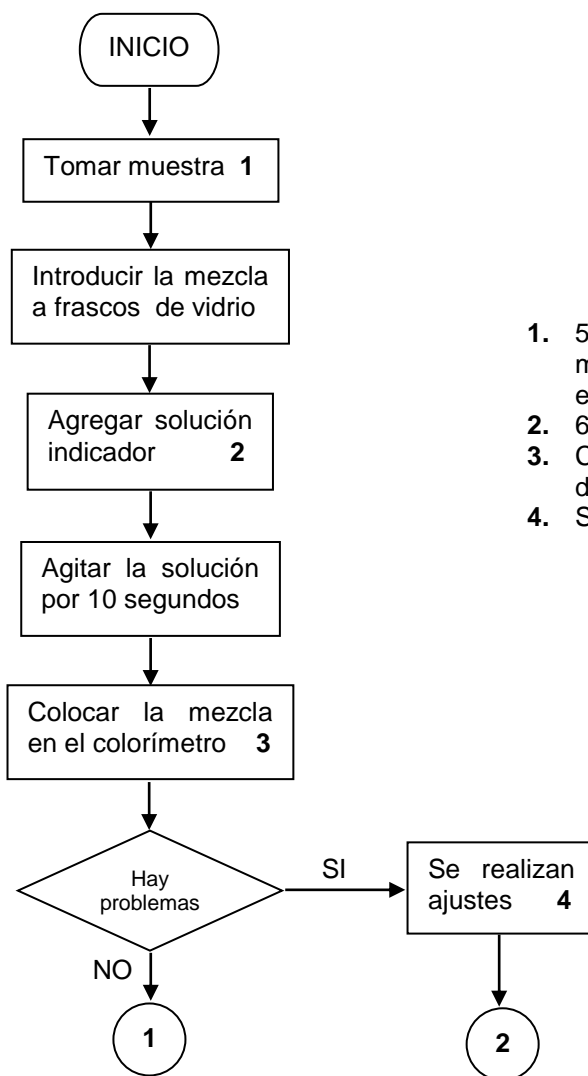 INICIO
Tomar muestra 1
Introducir la mezcla
a frascos de vidrio
Agregar solución
indicador 2
Agitar la solución
por 10 segundos
Colocar la mezcla
en el colorímetro 3
Hay
problemas
SI
Se realizan
ajustes 4
NO
1
2
1. 5
m
e
2. 6
3. C
d
4. S